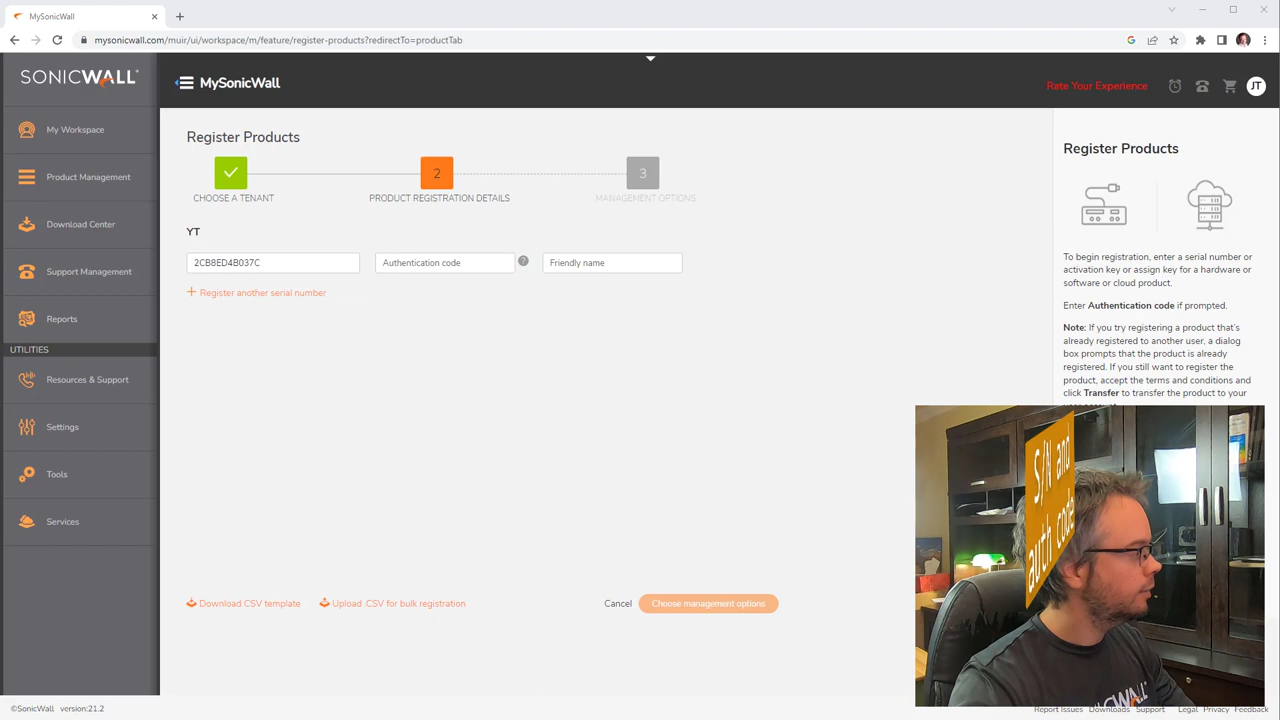 MySonicWall
mysonicwall.com/muir/ui/workspace/m/feature/register-products?redirectTo=productTab
SONICWALL
MySonicWall
Rate Your Experience
JT
My Workspace
Product Management
Download Center
Support Management
Reports
UTILITIES
Resources & Support
Settings
Tools
Services
Register Products
2
3
CHOOSE A TENANT
PRODUCT REGISTRATION DETAILS
MANAGEMENT OPTIONS
YT
2CB8ED4B037C
Authentication code
?
Friendly name
+ Register another serial number
Download CSV template
Upload .CSV for bulk registration
Cancel
Choose management options
Register Products
To begin registration, enter a serial number or
activation key or assign key for a hardware or
software or cloud product.
Enter Authentication code if prompted.
Note: If you try registering a product that's
already registered to another user, a dialog
box prompts that the product is already
registered. If you still want to register the
product, accept the terms and conditions and
click Transfer to transfer the product to your
S/N and
auth code
©SonicWall version:21.2
Report Issues Downloads Support Legal Privacy Feedback